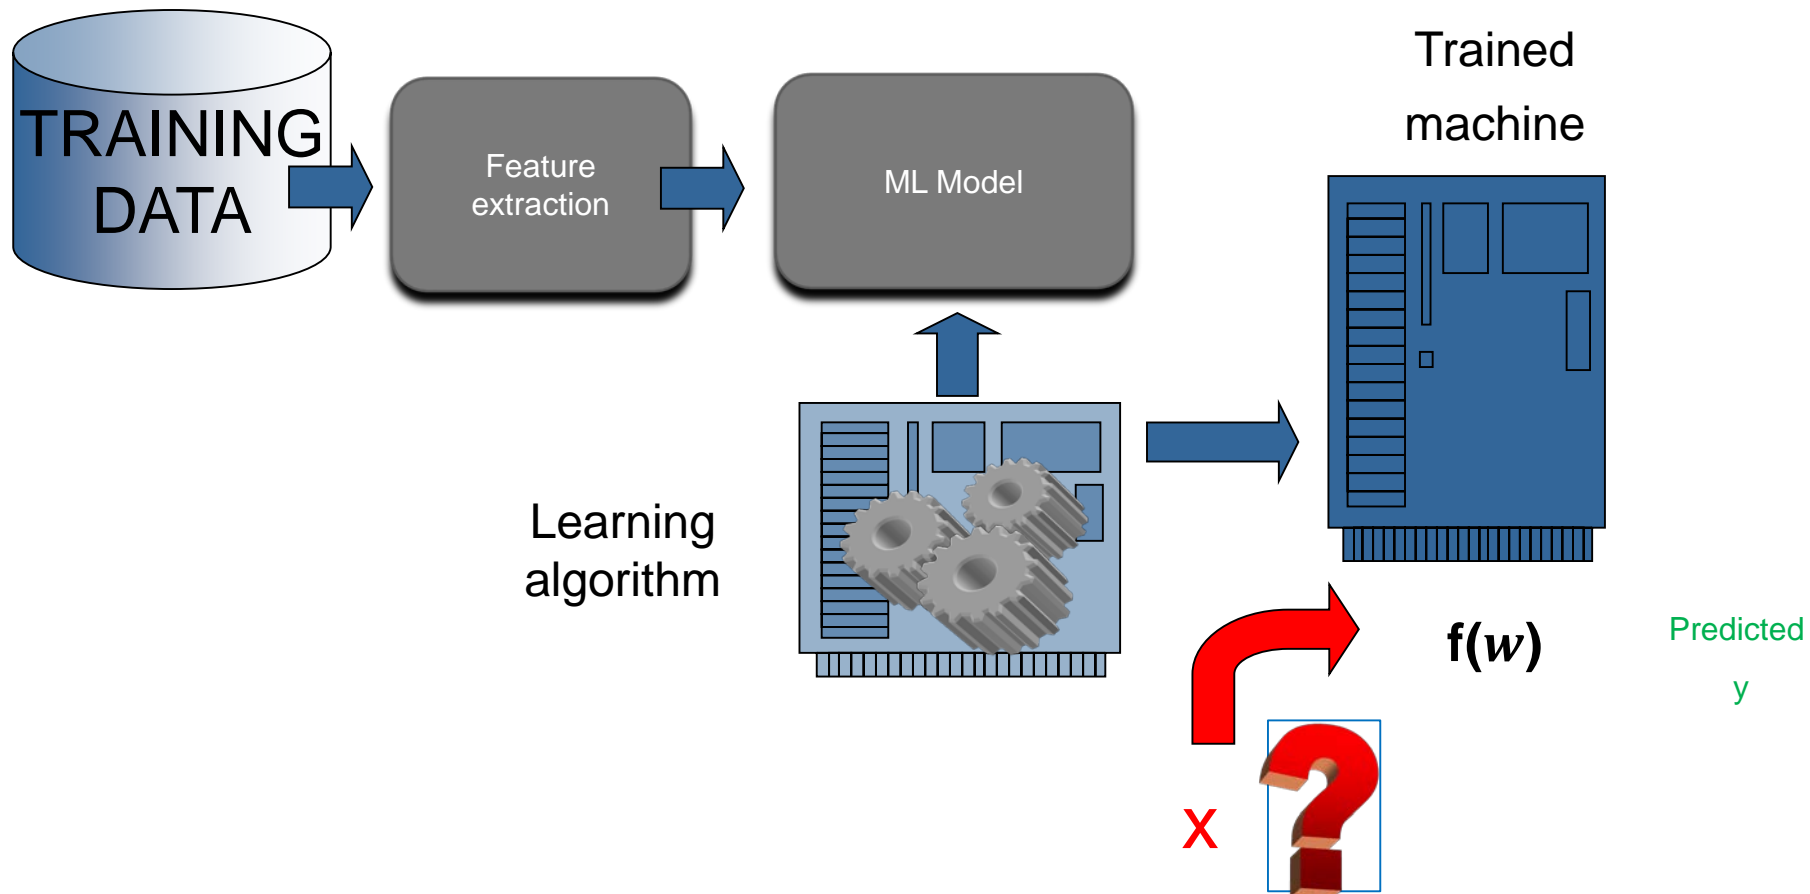 TRAINING
DATA
Feature
extraction
ML Model
Trained
machine
Learning
algorithm
f(w)
Predicted
y
x
?